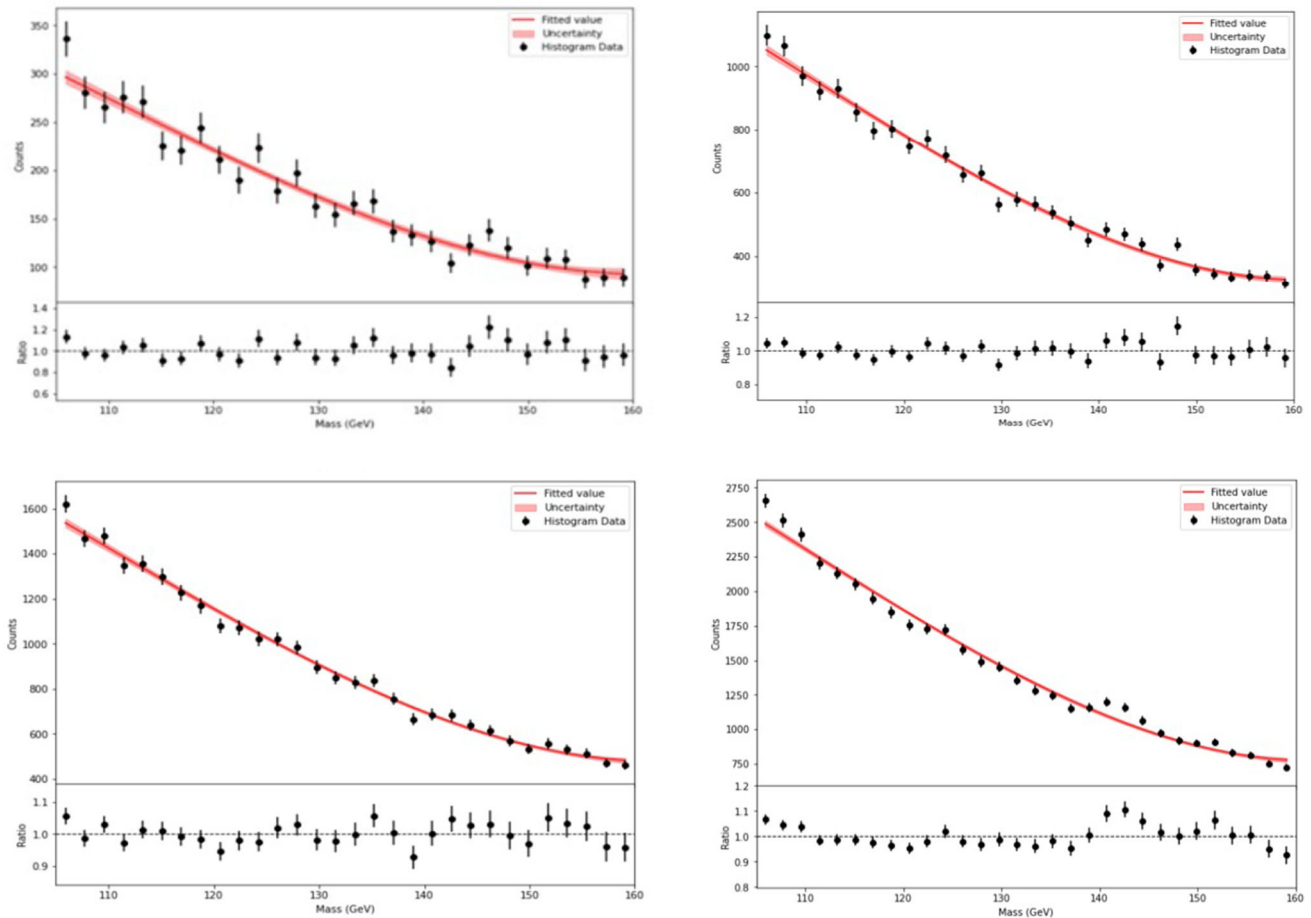 350
300
250
200
150
100
Counts
Fitted value
Uncertainty
Histogram Data
1.4
1.2
1.0
0.8
0.6
Ratio
110 120 130 140 150 160
Mass (GeV)
1000
800
600
400
Counts
Fitted value
Uncertainty
Histogram Data
1.2
1.0
0.8
Ratio
110 120 130 140 150 160
Mass (GeV)
1600
1400
1200
1000
800
600
400
Counts
Fitted value
Uncertainty
Histogram Data
1.1
1.0
0.9
Ratio
110 120 130 140 150 160
Mass (GeV)
2750
2500
2250
2000
1750
1500
1250
1000
750
Counts
Fitted value
Uncertainty
Histogram Data
1.2
1.1
1.0
0.9
0.8
Ratio
110 120 130 140 150 160
Mass (GeV)